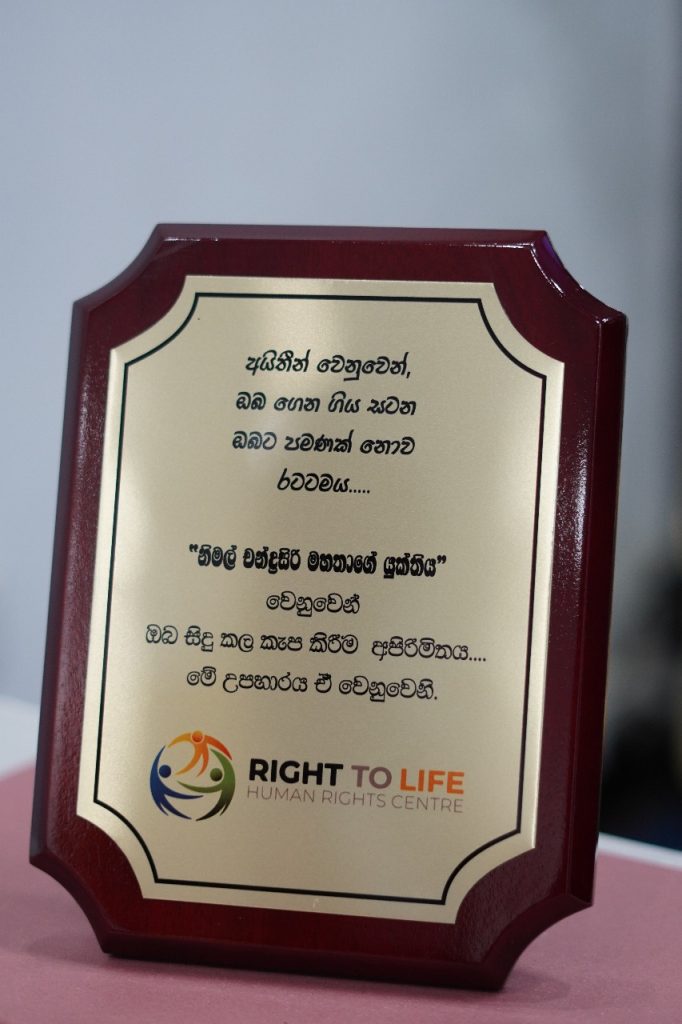 අයිතීන් වෙනුවෙන්,
ඔබ ගෙන ගිය සටන
ඔබට පමණක් නොව
රටටමය.....
"නිමල් චන්ද්‍රසිරි මහතාගේ යුක්තිය"
වෙනුවෙන්
ඔබ සිදු කල කැප කිරීම අපිරිමිතය....
මේ උපහාරය ඒ වෙනුවෙනි.
RIGHT TO LIFE
HUMAN RIGHTS CENTRE